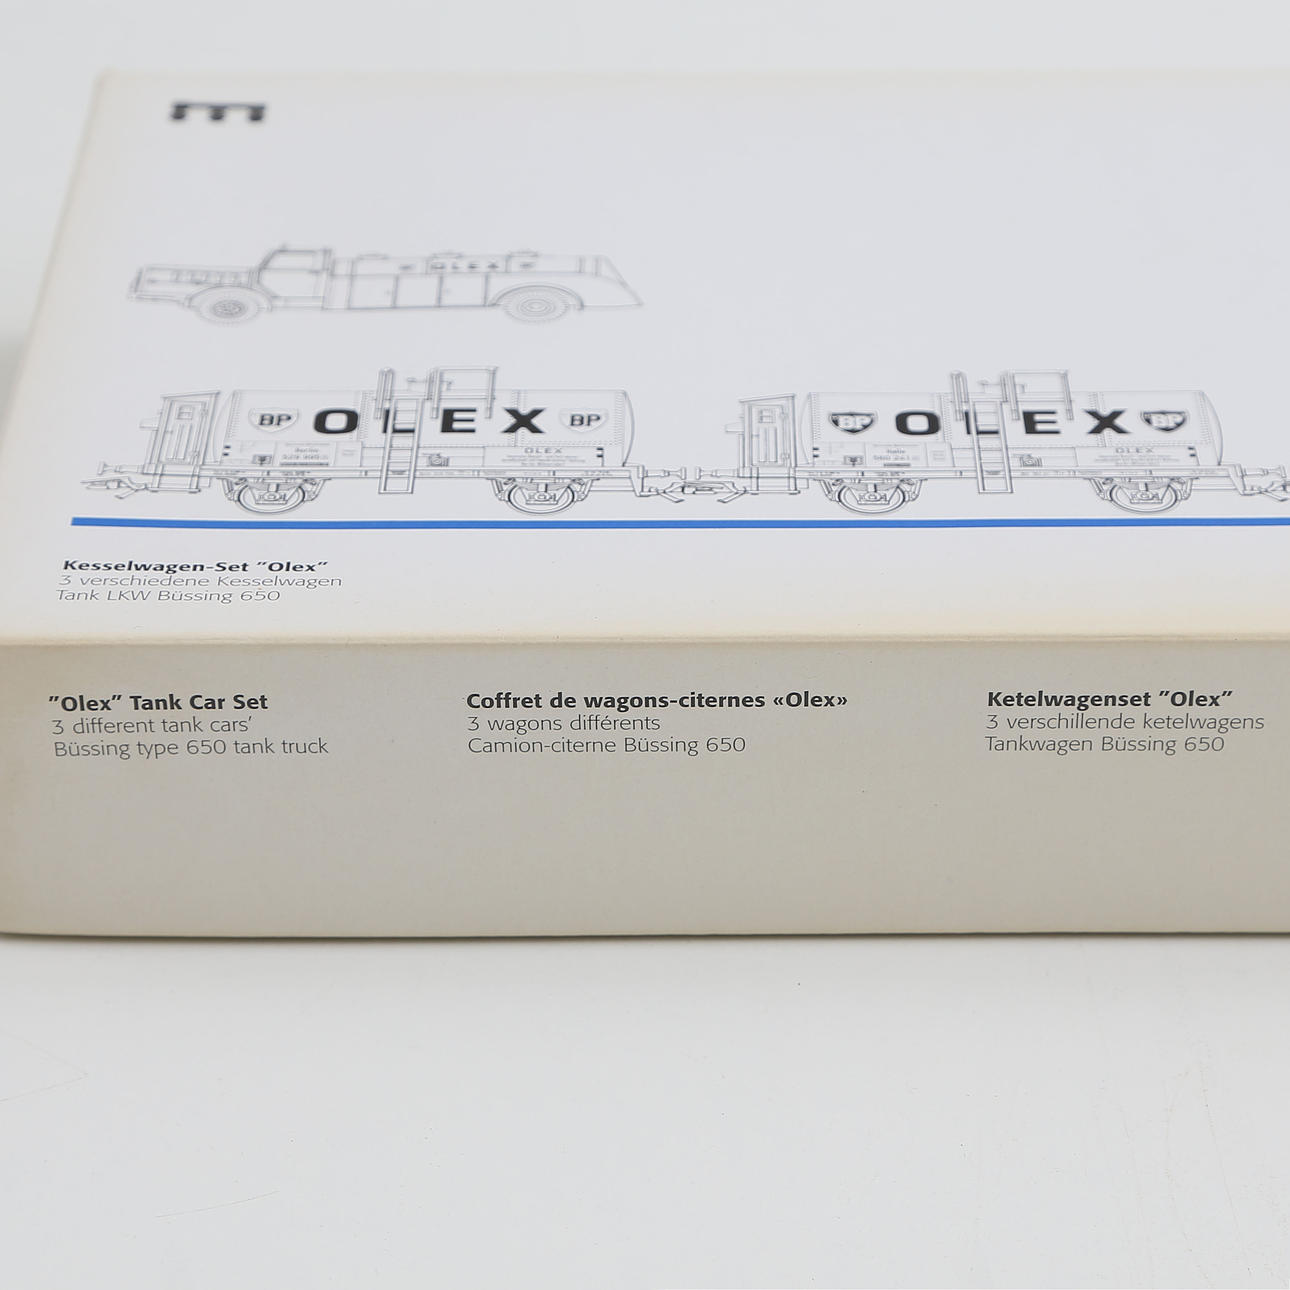 OLEX
BP OLEX BP
BP OLEX BP
Berlin
OLEX
OLEX
Kesselwagen-Set "Olex"
3 verschiedene Kesselwagen
Tank LKW Büssing 650
"Olex" Tank Car Set
3 different tank cars'
Büssing type 650 tank truck
Coffret de wagons-citernes «Olex»
3 wagons différents
Camion-citerne Büssing 650
Ketelwagenset "Olex"
3 verschillende ketelwagens
Tankwagen Büssing 650